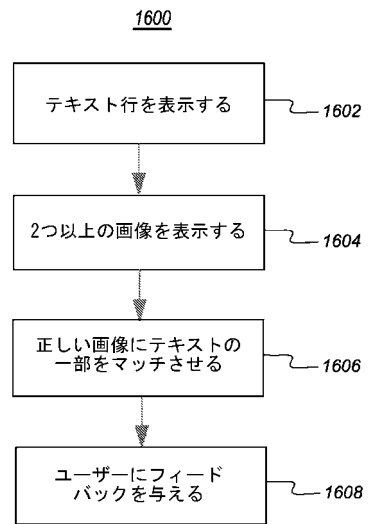 1600
テキスト行を表示する
1602
2つ以上の画像を表示する
1604
正しい画像にテキストの
一部をマッチさせる
1606
ユーザーにフィード
バックを与える
1608